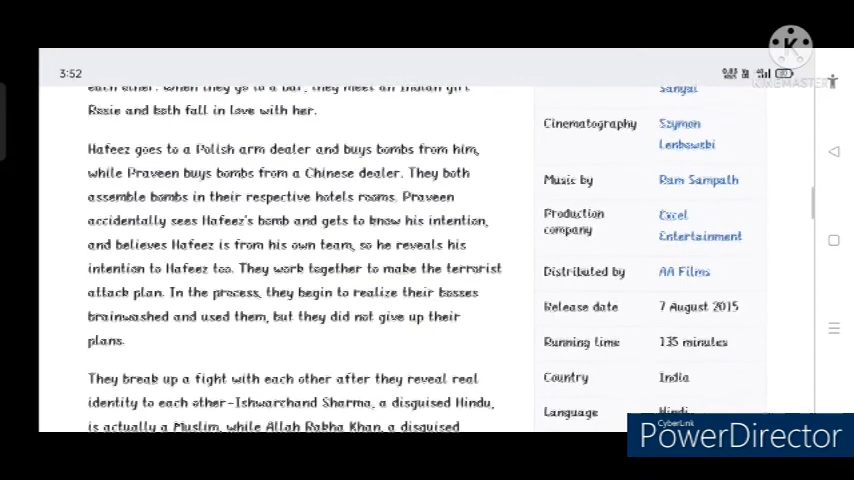 3:52
KINEMASTER
each other. When they go to a bar, they meet an Indian girl
Rosie and both fall in love with her.
Hafeez goes to a Polish arm dealer and buys bombs from him,
while Praveen buys bombs from a Chinese dealer. They both
assemble bombs in their respective hotels rooms. Praveen
accidentally sees Hafeez's bomb and gets to know his intention,
and believes Hafeez is from his own team, so he reveals his
intention to Hafeez too. They work together to make the terrorist
attack plan. In the process, they begin to realize their bosses
brainwashed and used them, but they did not give up their
plans.
They break up a fight with each other after they reveal real
identity to each other-Ishwarchand Sharma, a disguised Hindu,
is actually a Muslim, while Allah Rakha Khan, a disguised
Sanyal
Cinematography Szymon
Lenkowski
Music by Ram Sampath
Production Excel
company Entertainment
Distributed by AA Films
Release date 7 August 2015
Running time 135 minutes
Country India
Language Hindi
CyberLink
PowerDirector